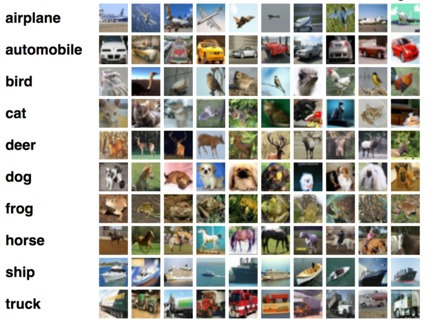 airplane
automobile
bird
cat
deer
dog
frog
horse
ship
truck